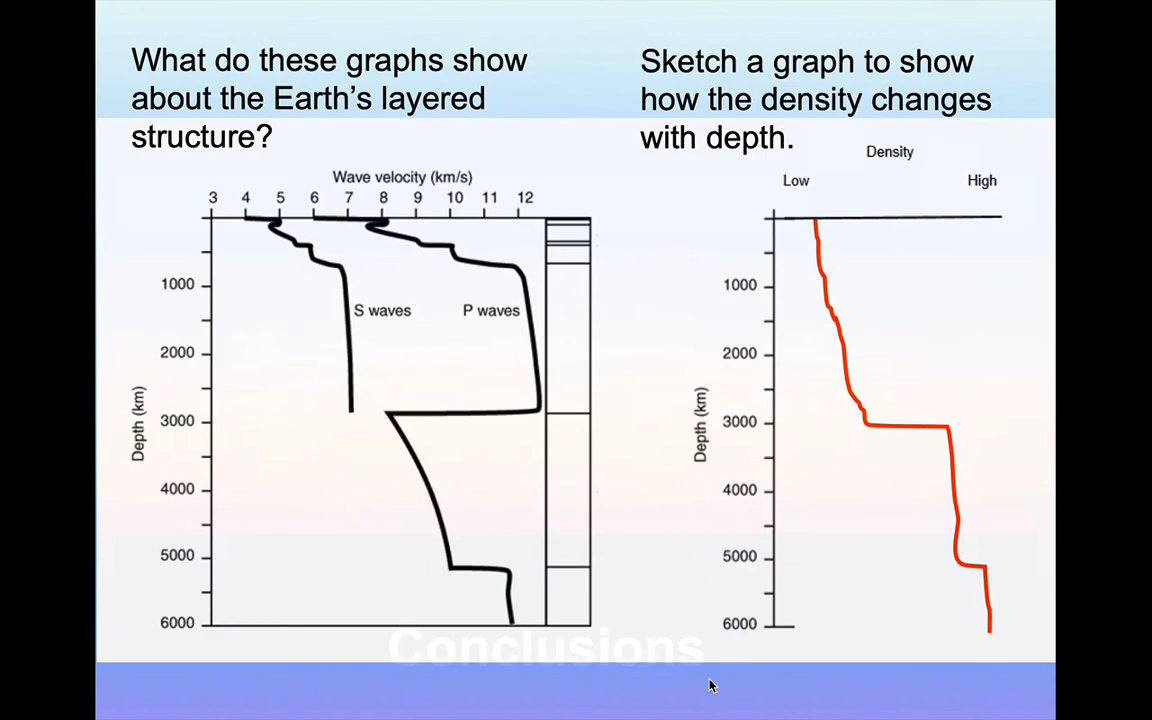 What do these graphs show
about the Earth's layered
structure?
Sketch a graph to show
how the density changes
with depth.
Wave velocity (km/s)
3 4 5 6 7 8 9 10 11 12
1000
2000
3000
4000
5000
6000
Depth (km)
S waves
P waves
Density
Low High
1000
2000
3000
4000
5000
6000
Depth (km)
Conclusions